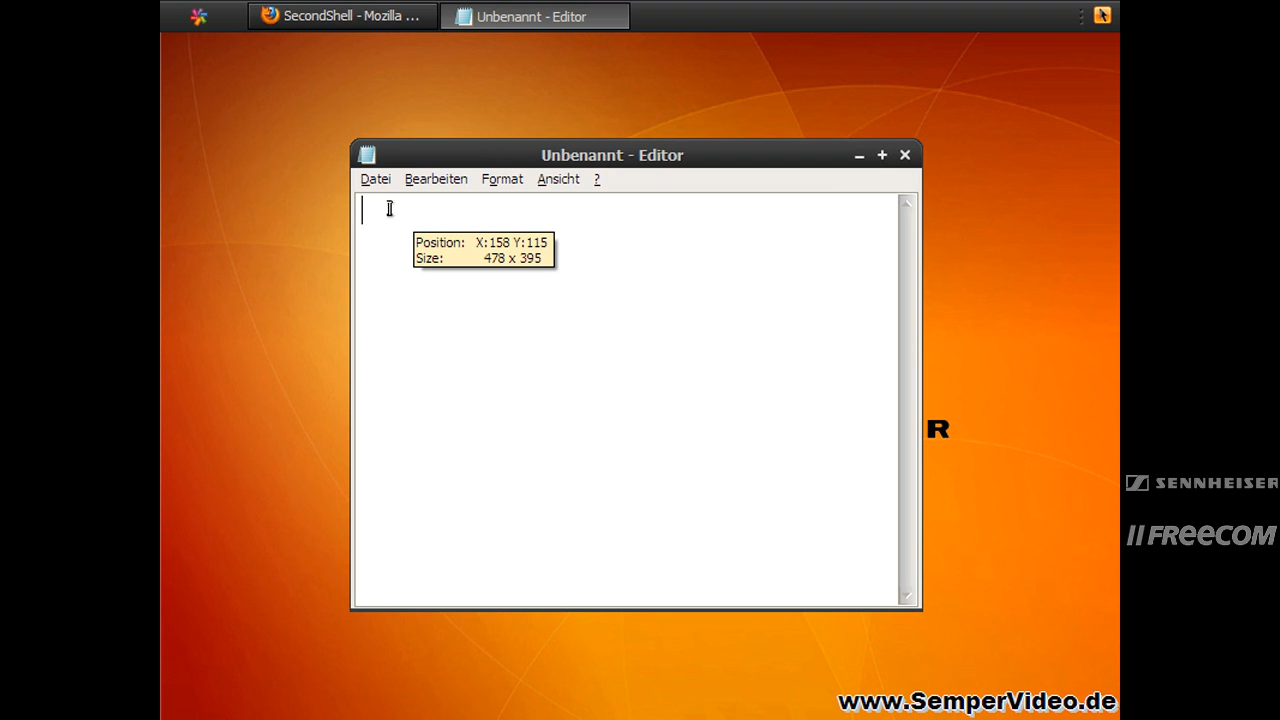 SecondShell - Mozilla ...
Unbenannt - Editor
Unbenannt - Editor
Datei Bearbeiten Format Ansicht ?
Position: X:158 Y:115
Size: 478 x 395
R
SENNHEISER
FREECOM
www.SemperVideo.de